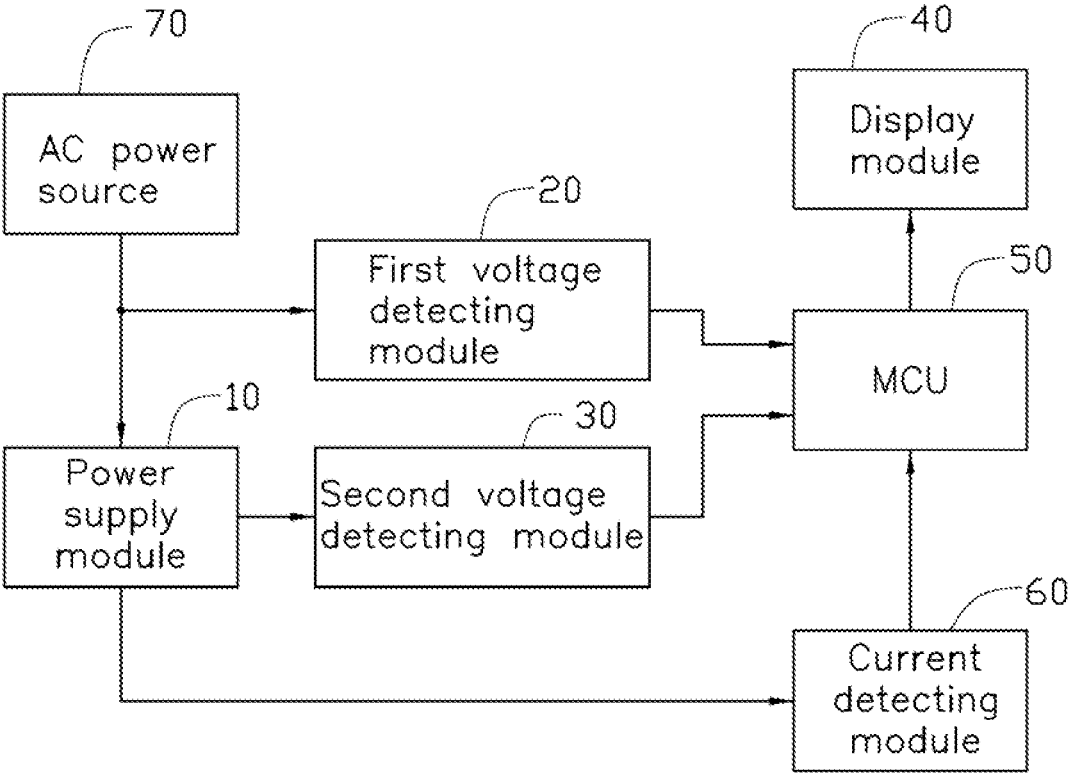 70
AC power
source
40
Display
module
20
First voltage
detecting
module
50
MCU
10
Power
supply
module
30
Second voltage
detecting module
60
Current
detecting
module